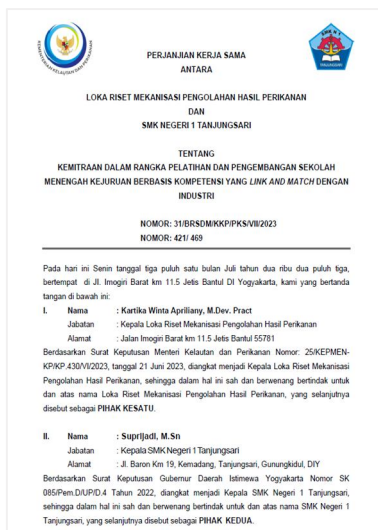 KEMENTERIAN KELAUTAN DAN PERIKANAN
SMK N 1
TANJUNGSARI
PERJANJIAN KERJA SAMA
ANTARA
LOKA RISET MEKANISASI PENGOLAHAN HASIL PERIKANAN
DAN
SMK NEGERI 1 TANJUNGSARI
TENTANG
KEMITRAAN DALAM RANGKA PELATIHAN DAN PENGEMBANGAN SEKOLAH
MENENGAH KEJURUAN BERBASIS KOMPETENSI YANG LINK AND MATCH DENGAN
INDUSTRI
NOMOR: 31/BRSDM/KKP/PKS/VII/2023
NOMOR: 421/ 469
Pada hari ini Senin tanggal tiga puluh satu bulan Juli tahun dua ribu dua puluh tiga,
bertempat di Jl. Imogiri Barat km 11.5 Jetis Bantul DI Yogyakarta, kami yang bertanda
tangan di bawah ini:
I. Nama : Kartika Winta Apriliany, M.Dev. Pract
Jabatan : Kepala Loka Riset Mekanisasi Pengolahan Hasil Perikanan
Alamat : Jalan Imogiri Barat km 11.5 Jetis Bantul 55781
Berdasarkan Surat Keputusan Menteri Kelautan dan Perikanan Nomor: 25/KEPMEN-
KP/KP.430/VI/2023, tanggal 21 Juni 2023, diangkat menjadi Kepala Loka Riset Mekanisasi
Pengolahan Hasil Perikanan, sehingga dalam hal ini sah dan berwenang bertindak untuk
dan atas nama Loka Riset Mekanisasi Pengolahan Hasil Perikanan, yang selanjutnya
disebut sebagai PIHAK KESATU.
II. Nama : Suprijadi, M.Sn
Jabatan : Kepala SMK Negeri 1 Tanjungsari
Alamat : Jl. Baron Km 19, Kemadang, Tanjungsari, Gunungkidul, DIY
Berdasarkan Surat Keputusan Gubernur Daerah Istimewa Yogyakarta Nomor SK
085/Pem.D/UP/D.4 Tahun 2022, diangkat menjadi Kepala SMK Negeri 1 Tanjungsari,
sehingga dalam hal ini sah dan berwenang bertindak untuk dan atas nama SMK Negeri 1
Tanjungsari, yang selanjutnya disebut sebagai PIHAK KEDUA.